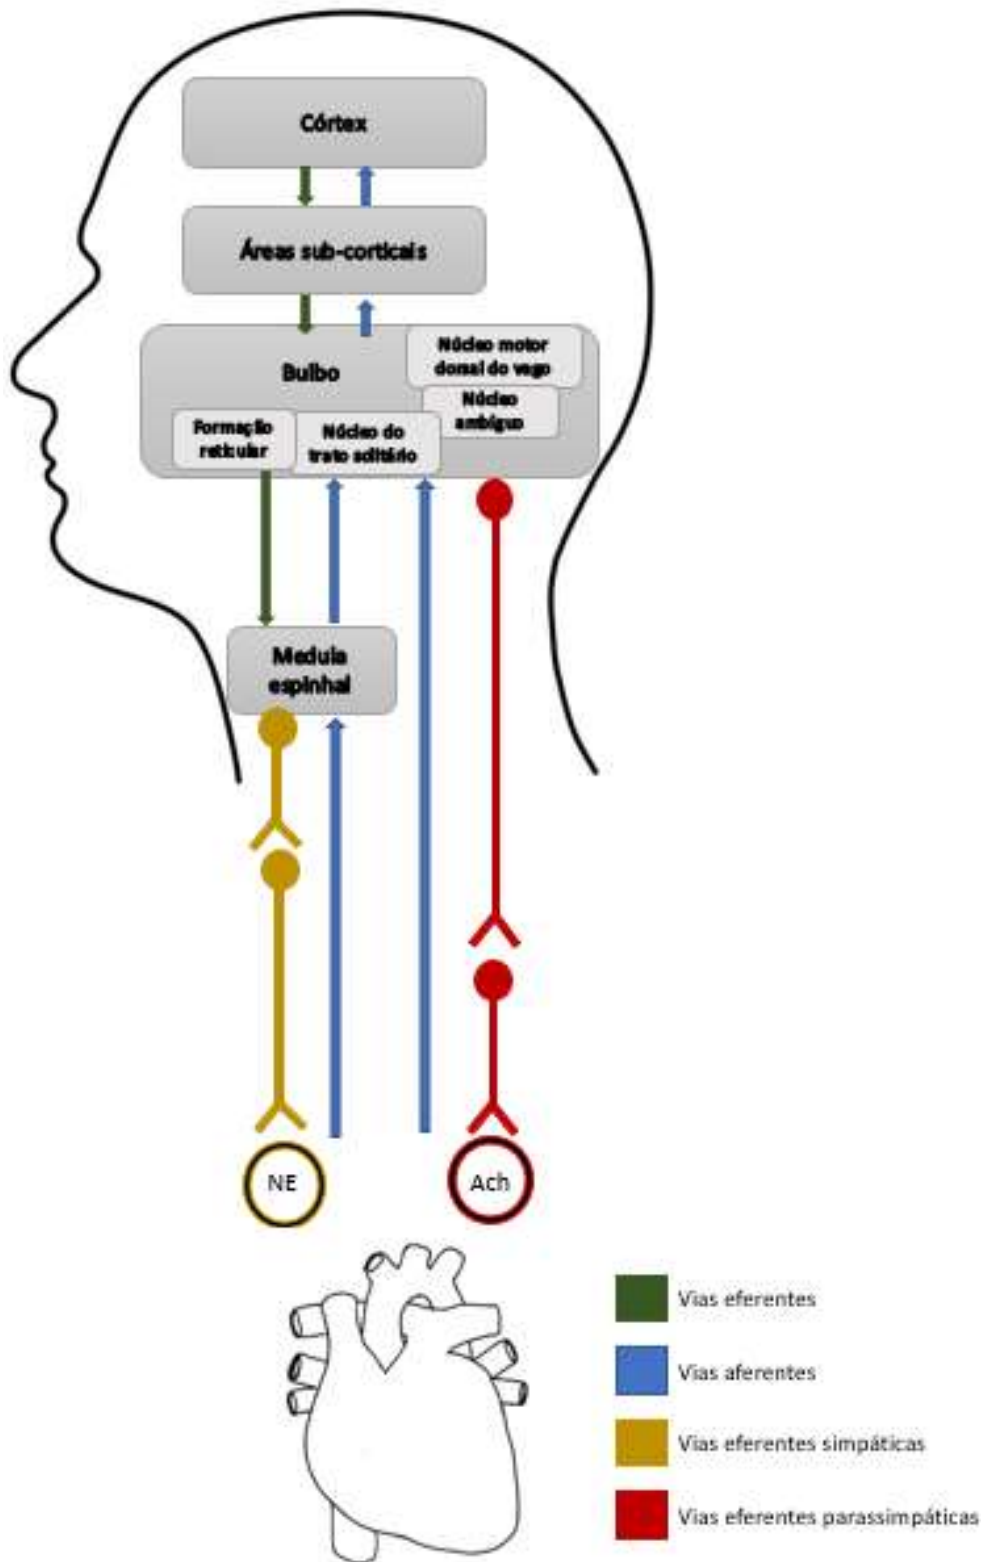 Córtex
Áreas sub-corticais
Bulbo
Núcleo motor
dorsal do vago
Núcleo
ambíguo
Formação
reticular
Núcleo do
trato solitário
Medula
espinhal
NE
Ach
Vias eferentes
Vias aferentes
Vias eferentes simpáticas
Vias eferentes parassimpáticas